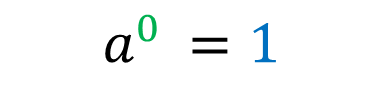 a⁰ = 1